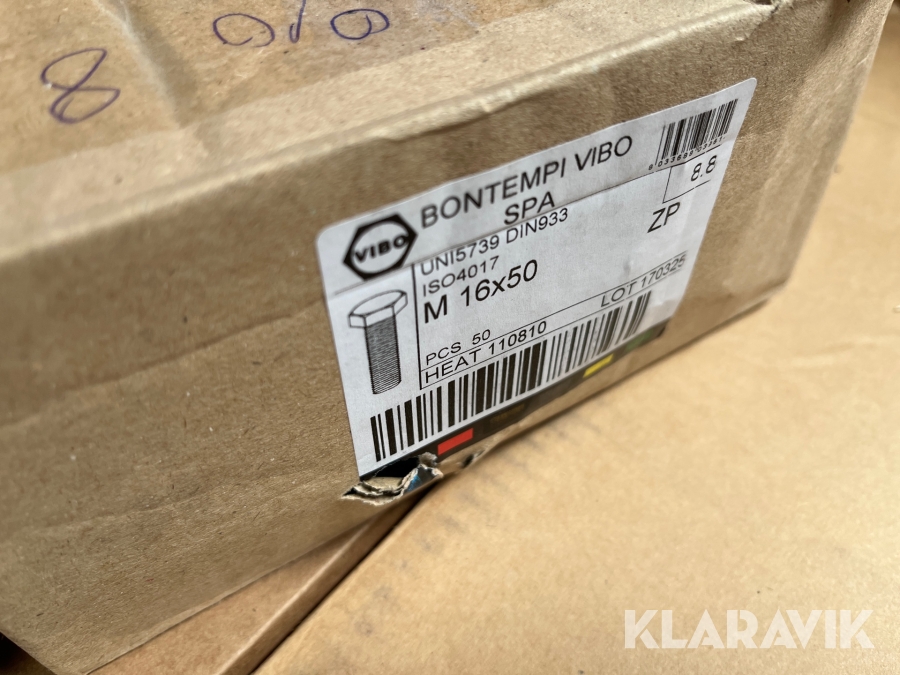 8
BONTEMPI VIBO
SPA
VIBO
8.8
ZP
UNI5739 DIN933
ISO4017
M 16x50
PCS 50
LOT 170325
HEAT 110810
KLARAVIK